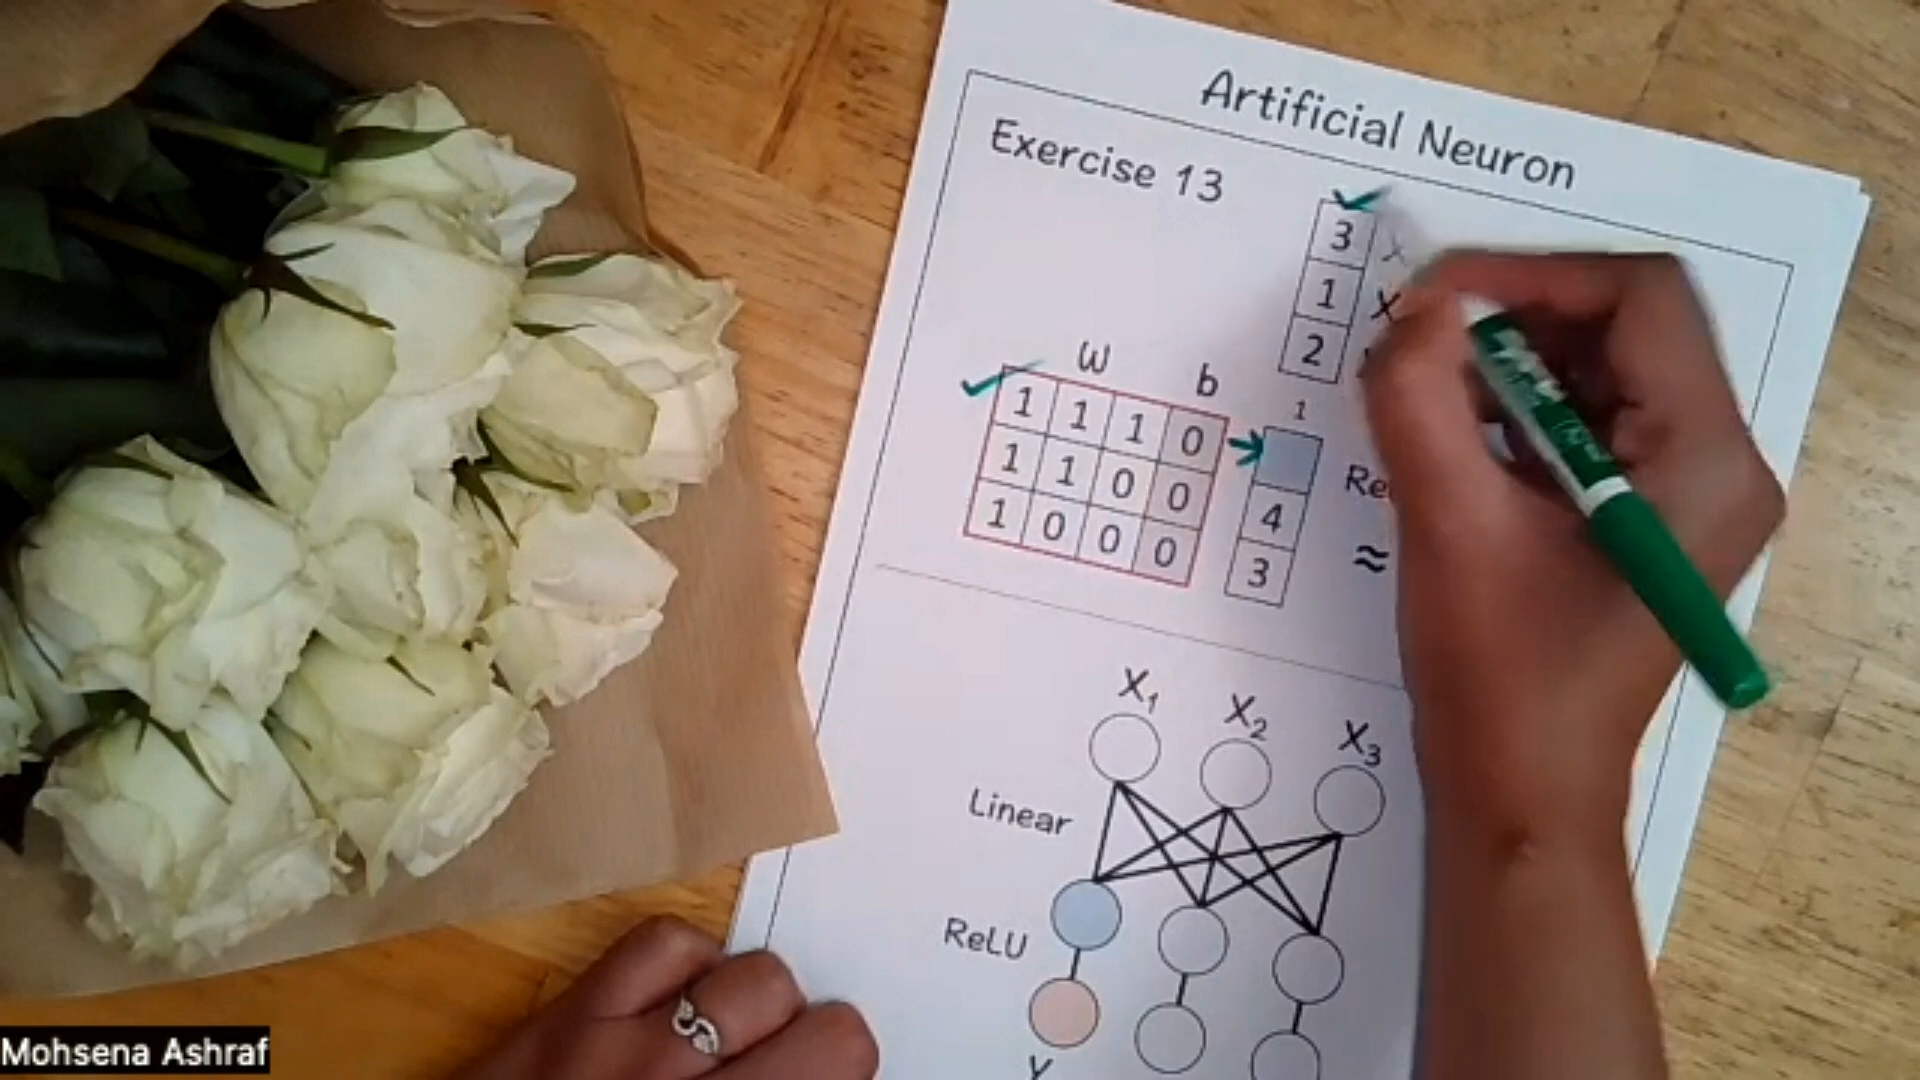 Artificial Neuron
Exercise 13
3
1 X
2
W b
1
1 1 1 0
1 1 0 0
1 0 0 0
4
3
≈
X₁ X₂ X₃
Linear
ReLU
Mohsena Ashraf